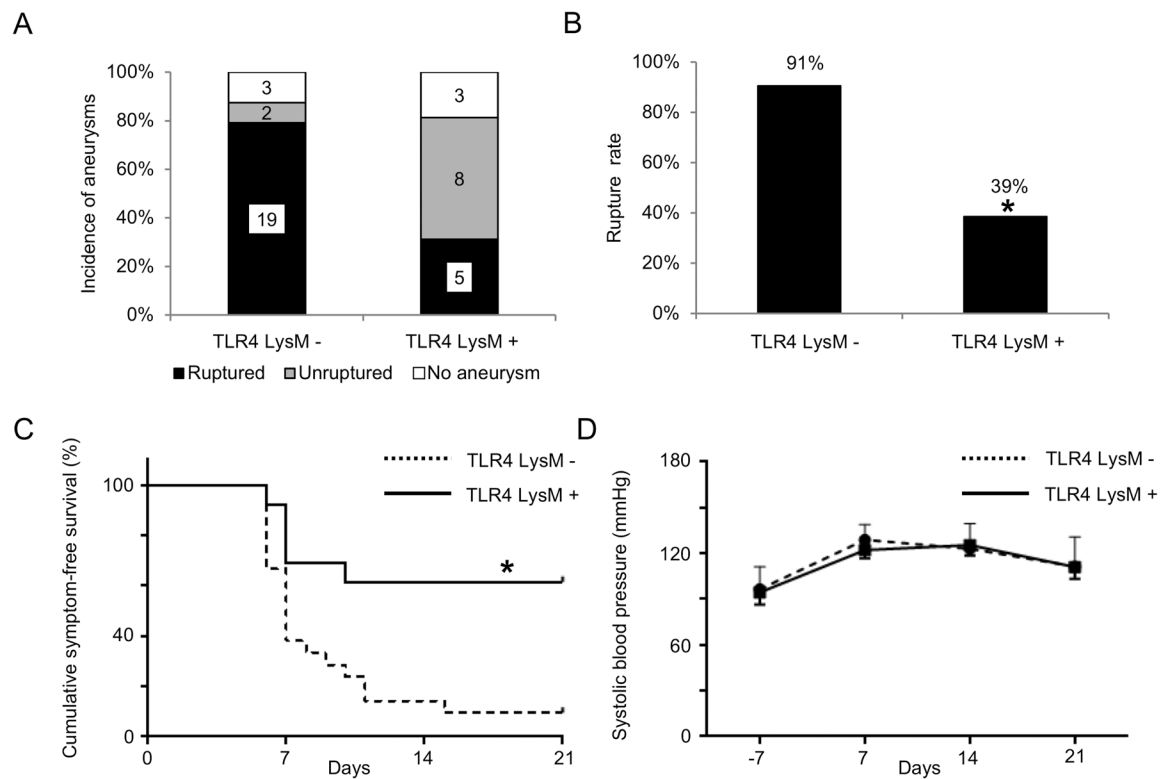 A
Incidence of aneurysms
100%
80%
60%
40%
20%
0%
3
2
19
3
8
5
TLR4 LysM -
TLR4 LysM +
Ruptured
Unruptured
No aneurysm
B
Rupture rate
100%
80%
60%
40%
20%
0%
91%
39%
*
TLR4 LysM -
TLR4 LysM +
C
Cumulative symptom-free survival (%)
100
40
0
TLR4 LysM -
TLR4 LysM +
*
0
7
14
21
Days
D
Systolic blood pressure (mmHg)
180
120
60
0
TLR4 LysM -
TLR4 LysM +
-7
7
14
21
Days